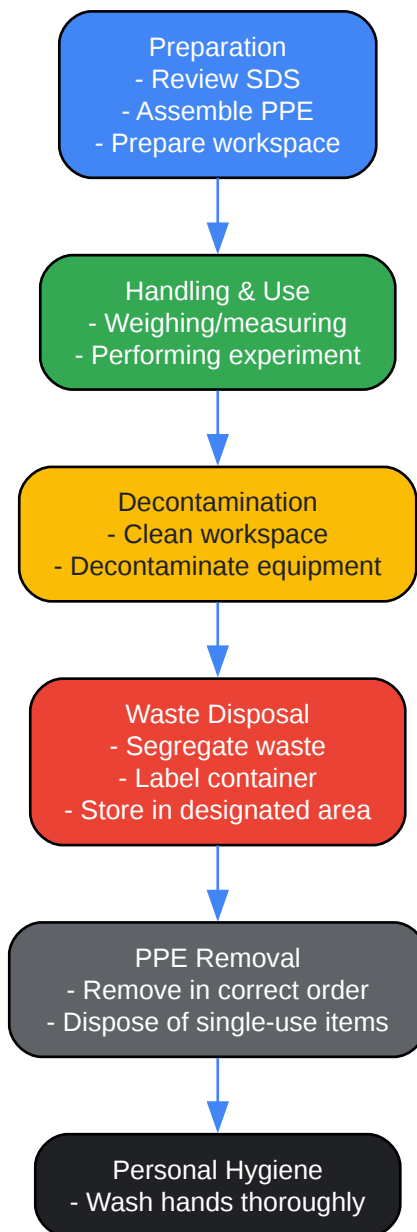 Preparation
- Review SDS
- Assemble PPE
- Prepare workspace
Handling & Use
- Weighing/measuring
- Performing experiment
Decontamination
- Clean workspace
- Decontaminate equipment
Waste Disposal
- Segregate waste
- Label container
- Store in designated area
PPE Removal
- Remove in correct order
- Dispose of single-use items
Personal Hygiene
- Wash hands thoroughly